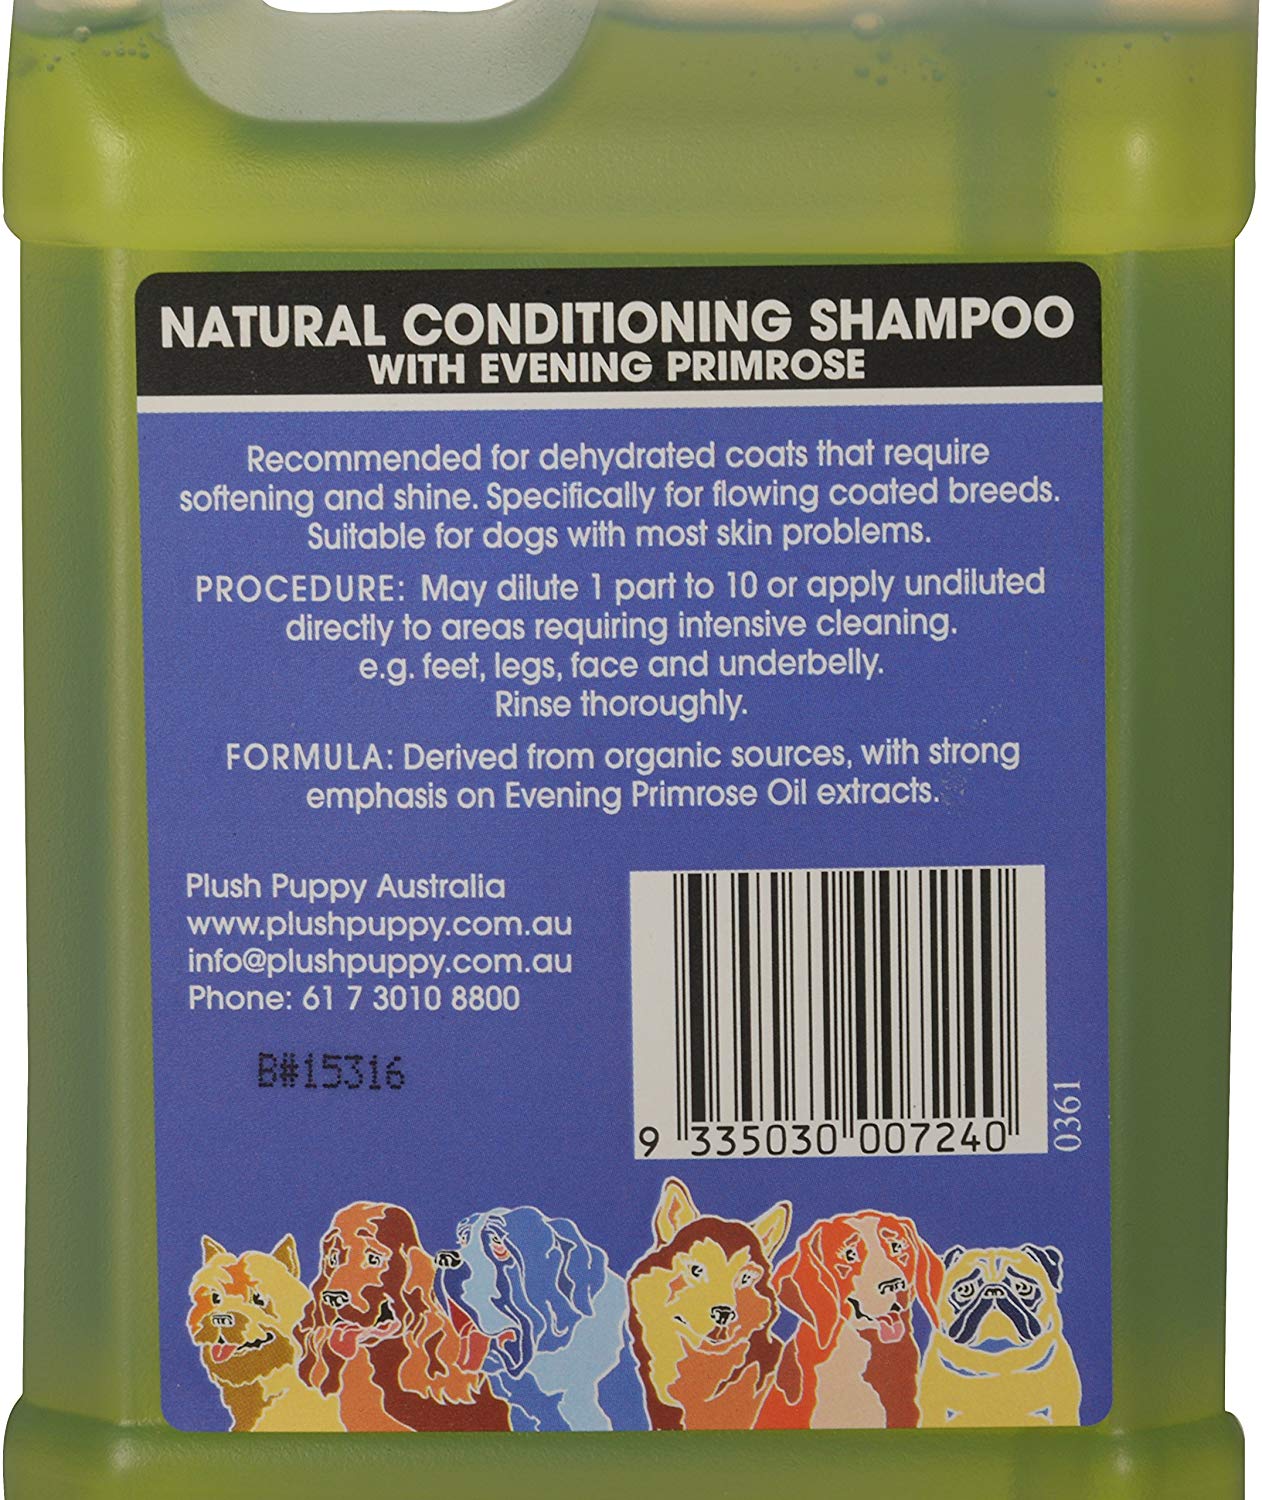 NATURAL CONDITIONING SHAMPOO
WITH EVENING PRIMROSE
Recommended for dehydrated coats that require
softening and shine. Specifically for flowing coated breeds.
Suitable for dogs with most skin problems.
PROCEDURE: May dilute 1 part to 10 or apply undiluted
directly to areas requiring intensive cleaning.
e.g. feet, legs, face and underbelly.
Rinse thoroughly.
FORMULA: Derived from organic sources, with strong
emphasis on Evening Primrose Oil extracts.
Plush Puppy Australia
www.plushpuppy.com.au
info@plushpuppy.com.au
Phone: 61 7 3010 8800
B#15316
9 335030 007240
0361